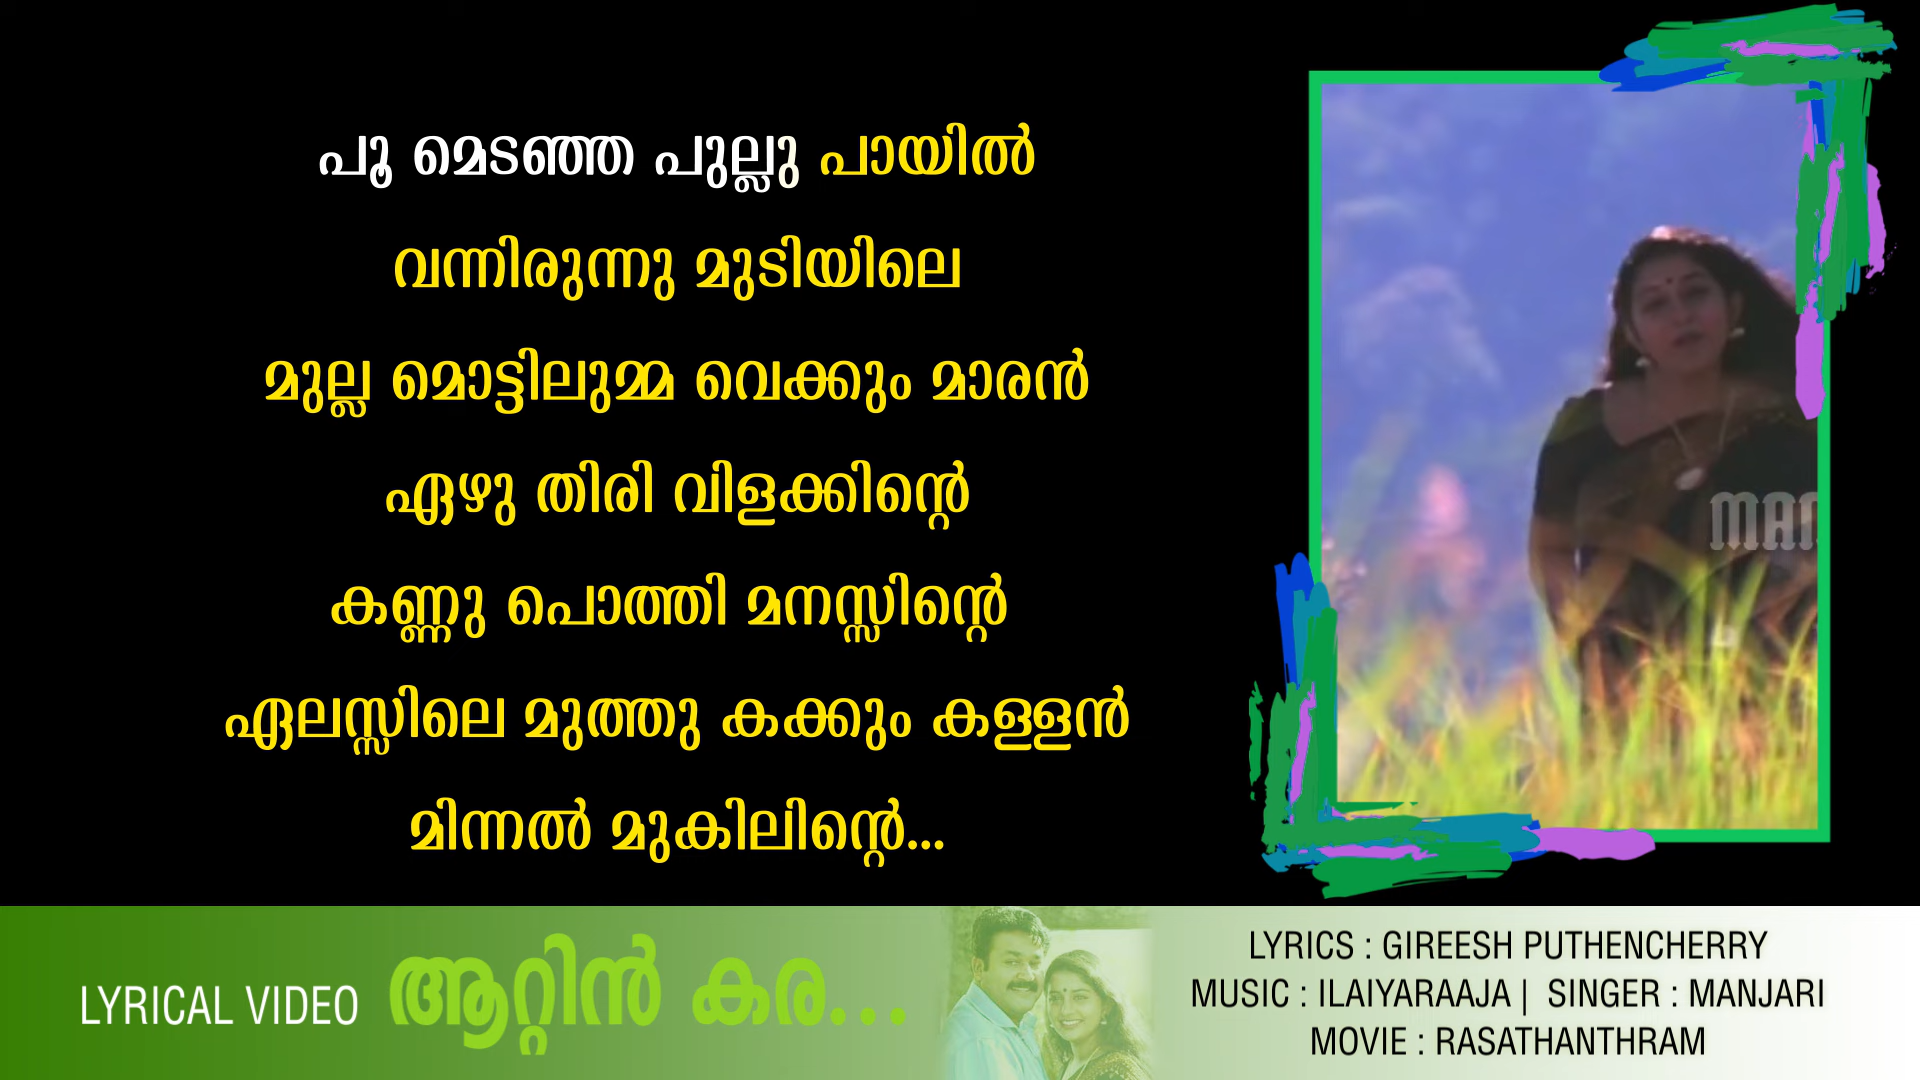 പൂ മെടഞ്ഞ പുല്ലു പായിൽ
വന്നിരുന്നു മുടിയിലെ
മുല്ല മൊട്ടിലുമ്മ വെക്കും മാരൻ
ഏഴു തിരി വിളക്കിന്റെ
കണ്ണു പൊത്തി മനസ്സിന്റെ
ഏലസ്സിലെ മുത്തു കക്കും കള്ളൻ
മിന്നൽ മുകിലിന്റെ...
LYRICAL VIDEO ആറ്റിൻ കര...
LYRICS : GIREESH PUTHENCHERRY
MUSIC : ILAIYARAAJA | SINGER : MANJARI
MOVIE : RASATHANTHRAM